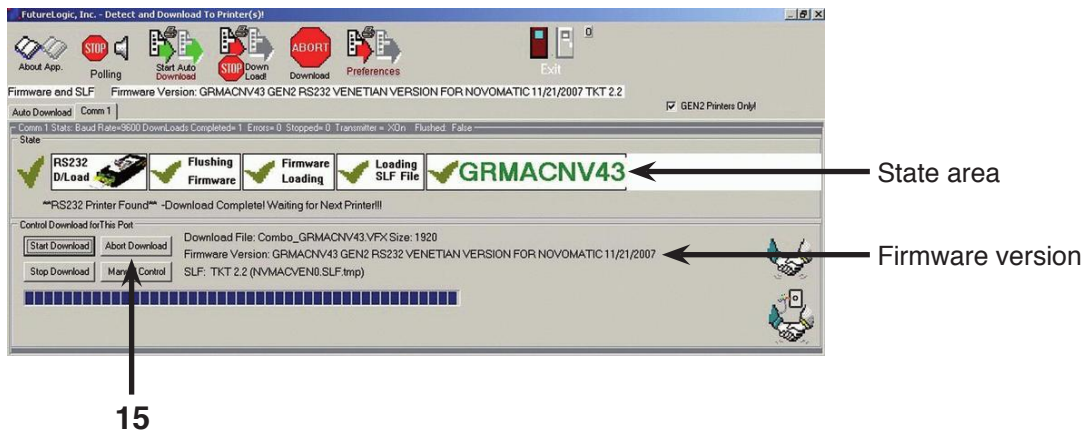 FutureLogic, Inc. - Detect and Download To Printer(s)!
About App.
Polling
STOP
Start Auto
Download
STOP
Down
Load!
ABORT
Download
Preferences
Exit
0
Firmware and SLF Firmware Version: GRMACNV43 GEN2 RS232 VENETIAN VERSION FOR NOVOMATIC 11/21/2007 TKT 2.2
GEN2 Printers Only!
Auto Download Comm 1
Comm 1 Stats: Baud Rate=9600 DownLoads Completed= 1 Errors= 0 Stopped= 0 Transmitter = XOn Flushed: False
State
RS232
D/Load
Flushing
Firmware
Firmware
Loading
Loading
SLF File
GRMACNV43
State area
**RS232 Printer Found** -Download Complete! Waiting for Next Printer!!!
Control Download forThis Port
Start Download Abort Download
Stop Download Manual Control
Download File: Combo_GRMACNV43.VFX Size: 1920
Firmware Version: GRMACNV43 GEN2 RS232 VENETIAN VERSION FOR NOVOMATIC 11/21/2007
Firmware version
SLF: TKT 2.2 (NVMACVEN0.SLF.tmp)
15